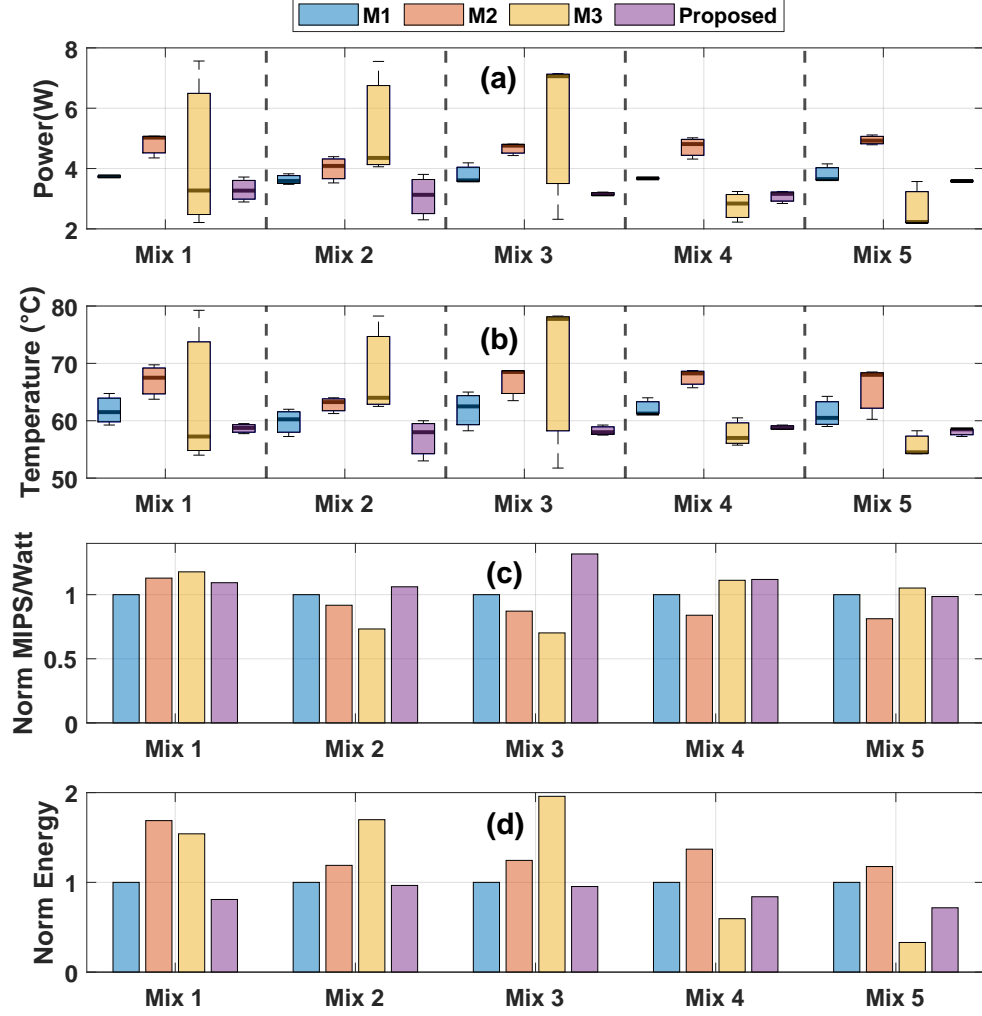 M1 M2 M3 Proposed
Power(W)
8
6
4
2
(a)
Mix 1 Mix 2 Mix 3 Mix 4 Mix 5
Temperature (°C)
80
70
60
50
(b)
Mix 1 Mix 2 Mix 3 Mix 4 Mix 5
Norm MIPS/Watt
1
0.5
0
(c)
Mix 1 Mix 2 Mix 3 Mix 4 Mix 5
Norm Energy
2
1
0
(d)
Mix 1 Mix 2 Mix 3 Mix 4 Mix 5